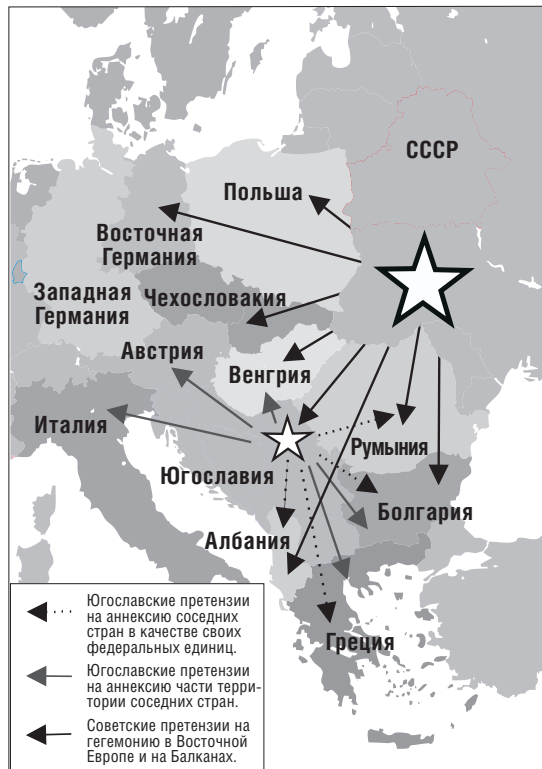 СССР
Польша
Восточная
Германия
Западная
Германия
Чехословакия
Австрия
Венгрия
Италия
Румыния
Югославия
Болгария
Албания
Греция
Югославские претензии
на аннексию соседних
стран в качестве своих
федеральных единиц.
Югославские претензии
на аннексию части терри-
тории соседних стран.
Советские претензии на
гегемонию в Восточной
Европе и на Балканах.